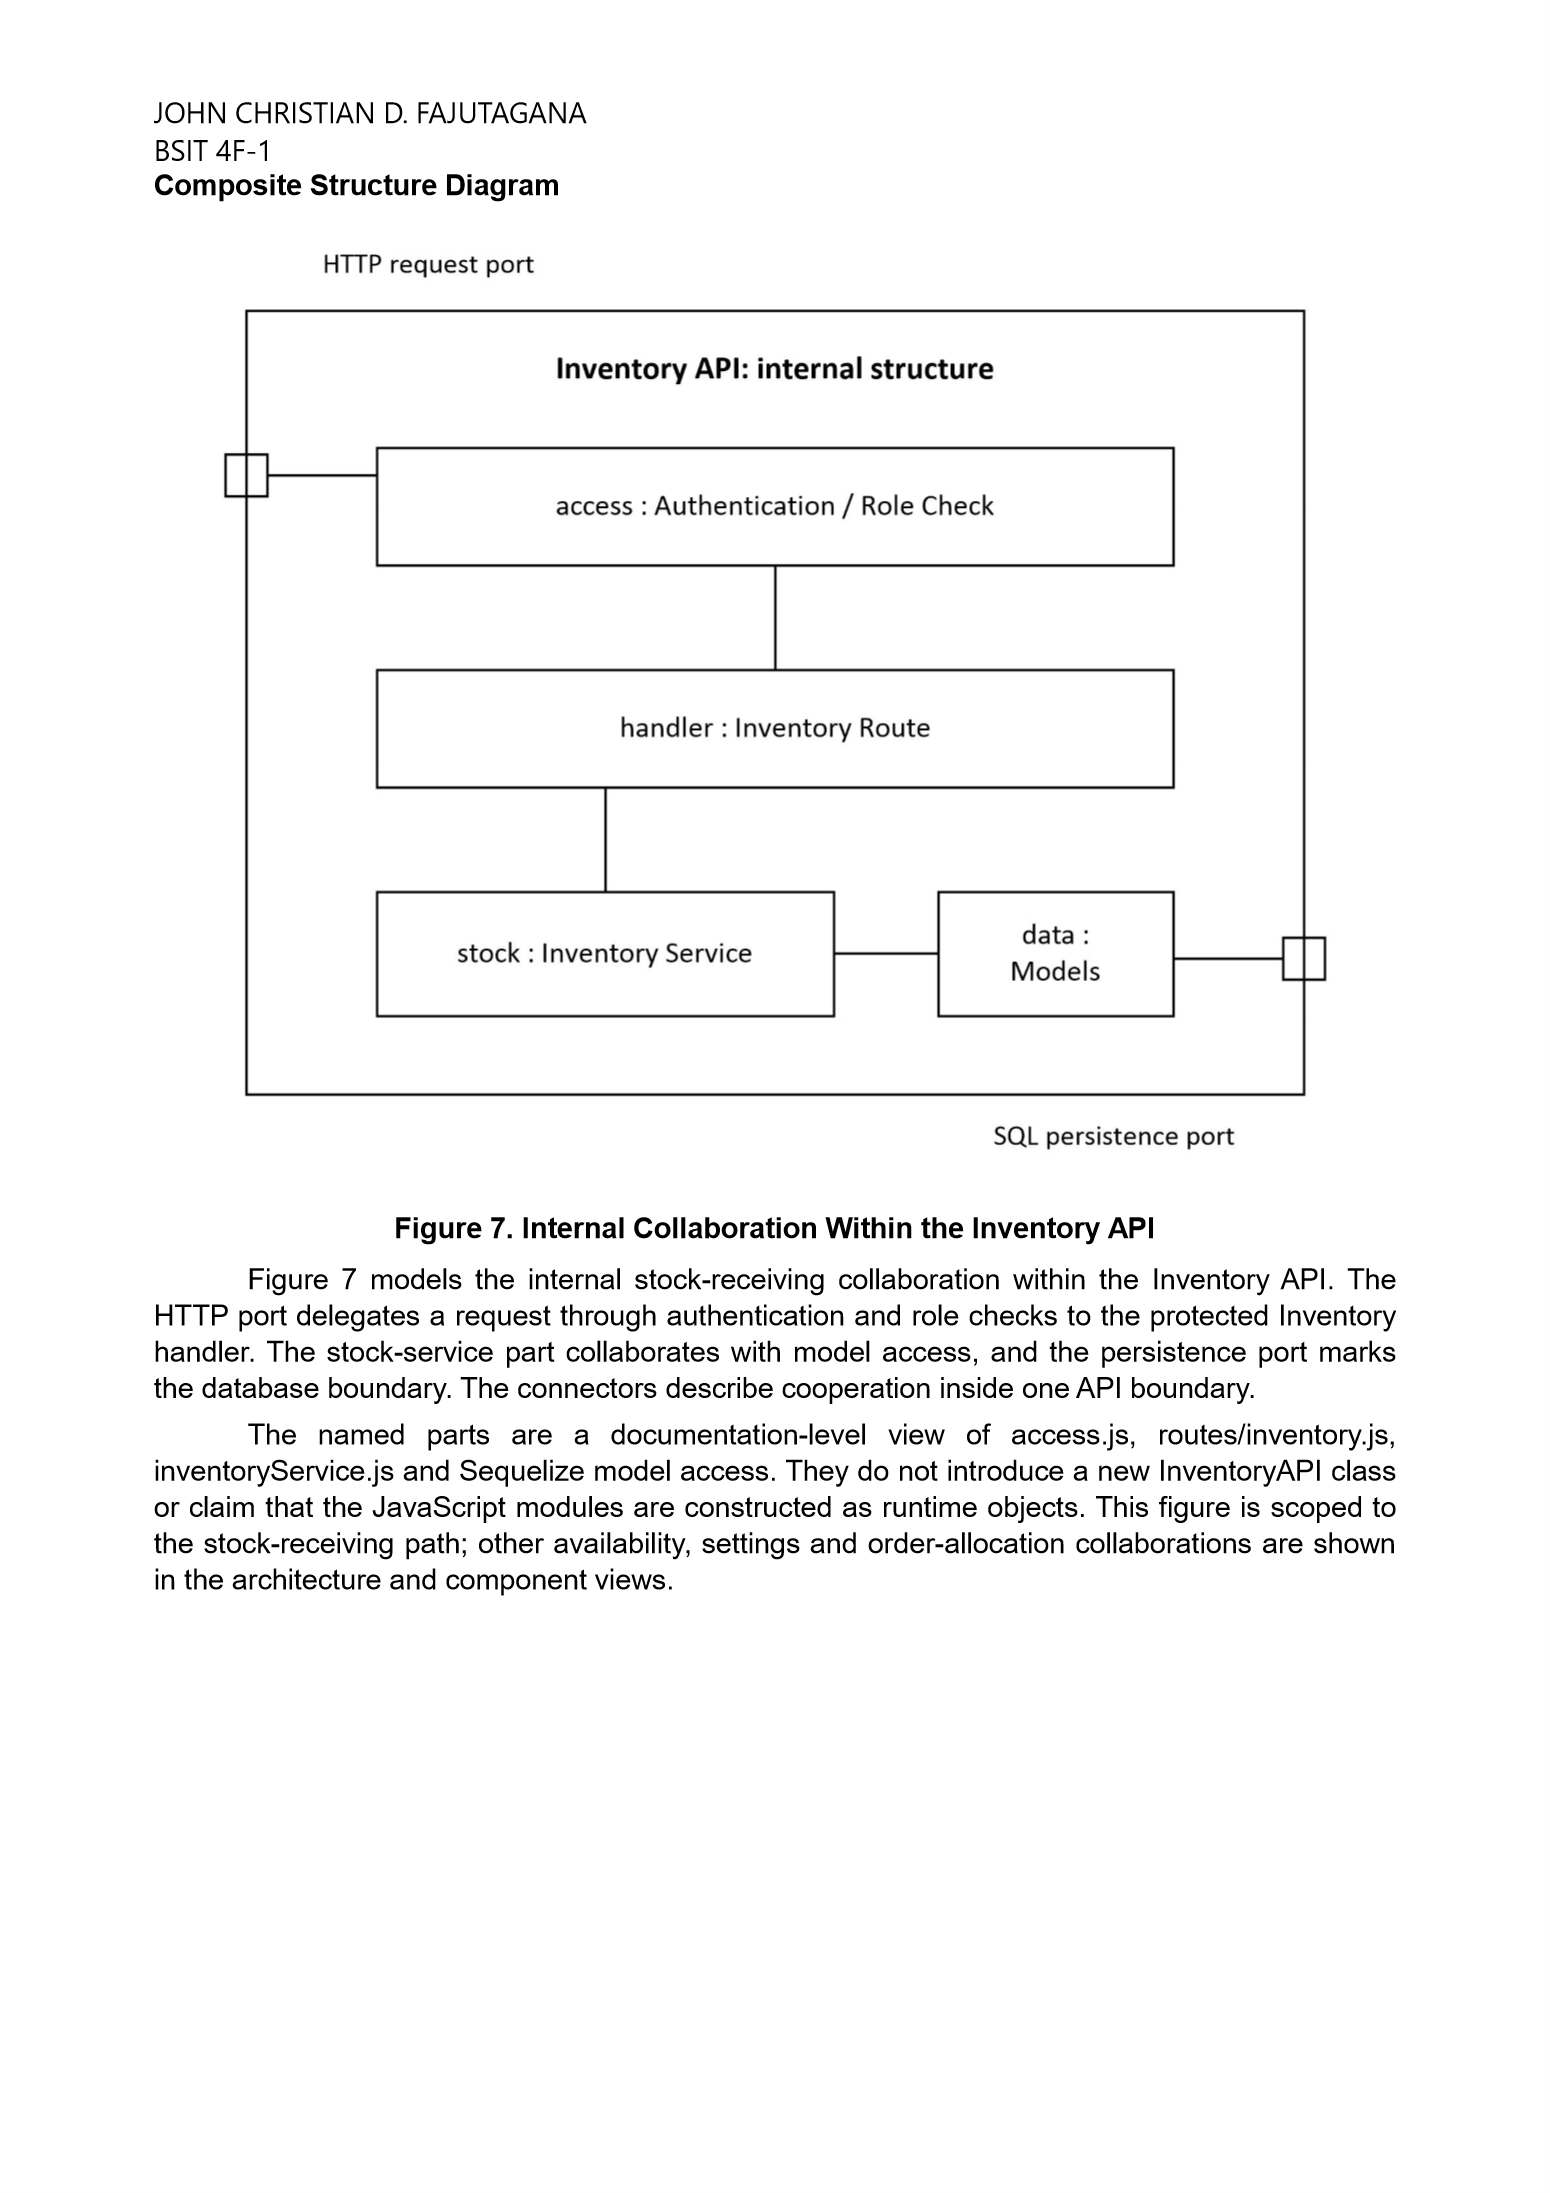 JOHN CHRISTIAN D. FAJUTAGANA
BSIT 4F-1
Composite Structure Diagram
HTTP request port
Inventory API: internal structure
access : Authentication / Role Check
handler : Inventory Route
stock : Inventory Service
data :
Models
SQL persistence port
Figure 7. Internal Collaboration Within the Inventory API
Figure 7 models the internal stock-receiving collaboration within the Inventory API. The
HTTP port delegates a request through authentication and role checks to the protected Inventory
handler. The stock-service part collaborates with model access, and the persistence port marks
the database boundary. The connectors describe cooperation inside one API boundary.
The named parts are a documentation-level view of access.js, routes/inventory.js,
inventoryService.js and Sequelize model access. They do not introduce a new InventoryAPI class
or claim that the JavaScript modules are constructed as runtime objects. This figure is scoped to
the stock-receiving path; other availability, settings and order-allocation collaborations are shown
in the architecture and component views.